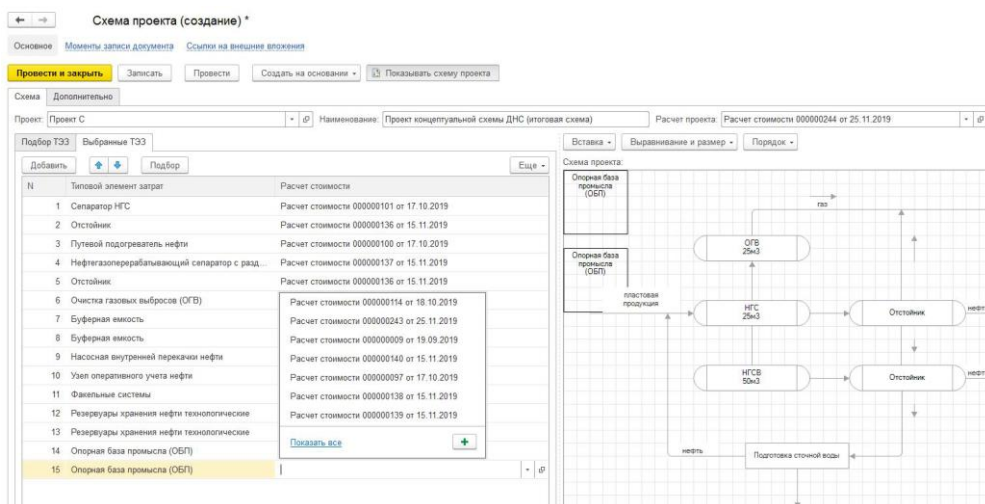 Схема проекта (создание) *
Основное Моменты записи документа Ссылки на внешние вложения
Провести и закрыть Записать Провести Создать на основании Показывать схему проекта
Схема Дополнительно
Проект: Проект С Наименование: Проект концептуальной схемы ДНС (итоговая схема) Расчет проекта: Расчет стоимости 000000244 от 25.11.2019
Подбор ТЭЗ Выбранные ТЭЗ
Добавить Подбор Еще
N Типовой элемент затрат Расчет стоимости
1 Сепаратор НГС Расчет стоимости 000000101 от 17.10.2019
2 Отстойник Расчет стоимости 000000136 от 15.11.2019
3 Путевой подогреватель нефти Расчет стоимости 000000100 от 17.10.2019
4 Нефтегазоперерабатывающий сепаратор с разд... Расчет стоимости 000000137 от 15.11.2019
5 Отстойник Расчет стоимости 000000136 от 15.11.2019
6 Очистка газовых выбросов (ОГВ)
7 Буферная емкость
8 Буферная емкость
9 Насосная внутренней перекачки нефти
10 Узел оперативного учета нефти
11 Факельные системы
12 Резервуары хранения нефти технологические
13 Резервуары хранения нефти технологические
14 Опорная база промысла (ОБП)
15 Опорная база промысла (ОБП)
Расчет стоимости 000000114 от 18.10.2019
Расчет стоимости 000000243 от 25.11.2019
Расчет стоимости 000000009 от 19.09.2019
Расчет стоимости 000000140 от 15.11.2019
Расчет стоимости 000000097 от 17.10.2019
Расчет стоимости 000000138 от 15.11.2019
Расчет стоимости 000000139 от 15.11.2019
Показать все
Вставка Выравнивание и размер Порядок
Схема проекта:
Опорная база
промысла
(ОБП)
газ
ОГВ
25м3
Опорная база
промысла
(ОБП)
пластовая
продукция
НГС
25м3
Отстойник
нефть
НГСВ
50м3
Отстойник
нефть
нефть
Подготовка сточной воды